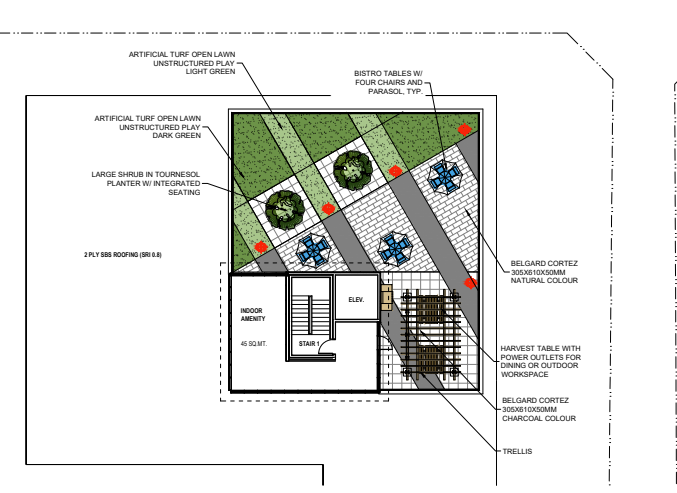 ARTIFICIAL TURF OPEN LAWN
UNSTRUCTURED PLAY
LIGHT GREEN
BISTRO TABLES W/
FOUR CHAIRS AND
PARASOL, TYP.
ARTIFICIAL TURF OPEN LAWN
UNSTRUCTURED PLAY
DARK GREEN
LARGE SHRUB IN TOURNESOL
PLANTER W/ INTEGRATED
SEATING
2 PLY SBS ROOFING (SRI 0.8)
BELGARD CORTEZ
305X610X50MM
NATURAL COLOUR
INDOOR
AMENITY
45 SQ.MT.
ELEV.
STAIR 1
HARVEST TABLE WITH
POWER OUTLETS FOR
DINING OR OUTDOOR
WORKSPACE
BELGARD CORTEZ
305X610X50MM
CHARCOAL COLOUR
TRELLIS